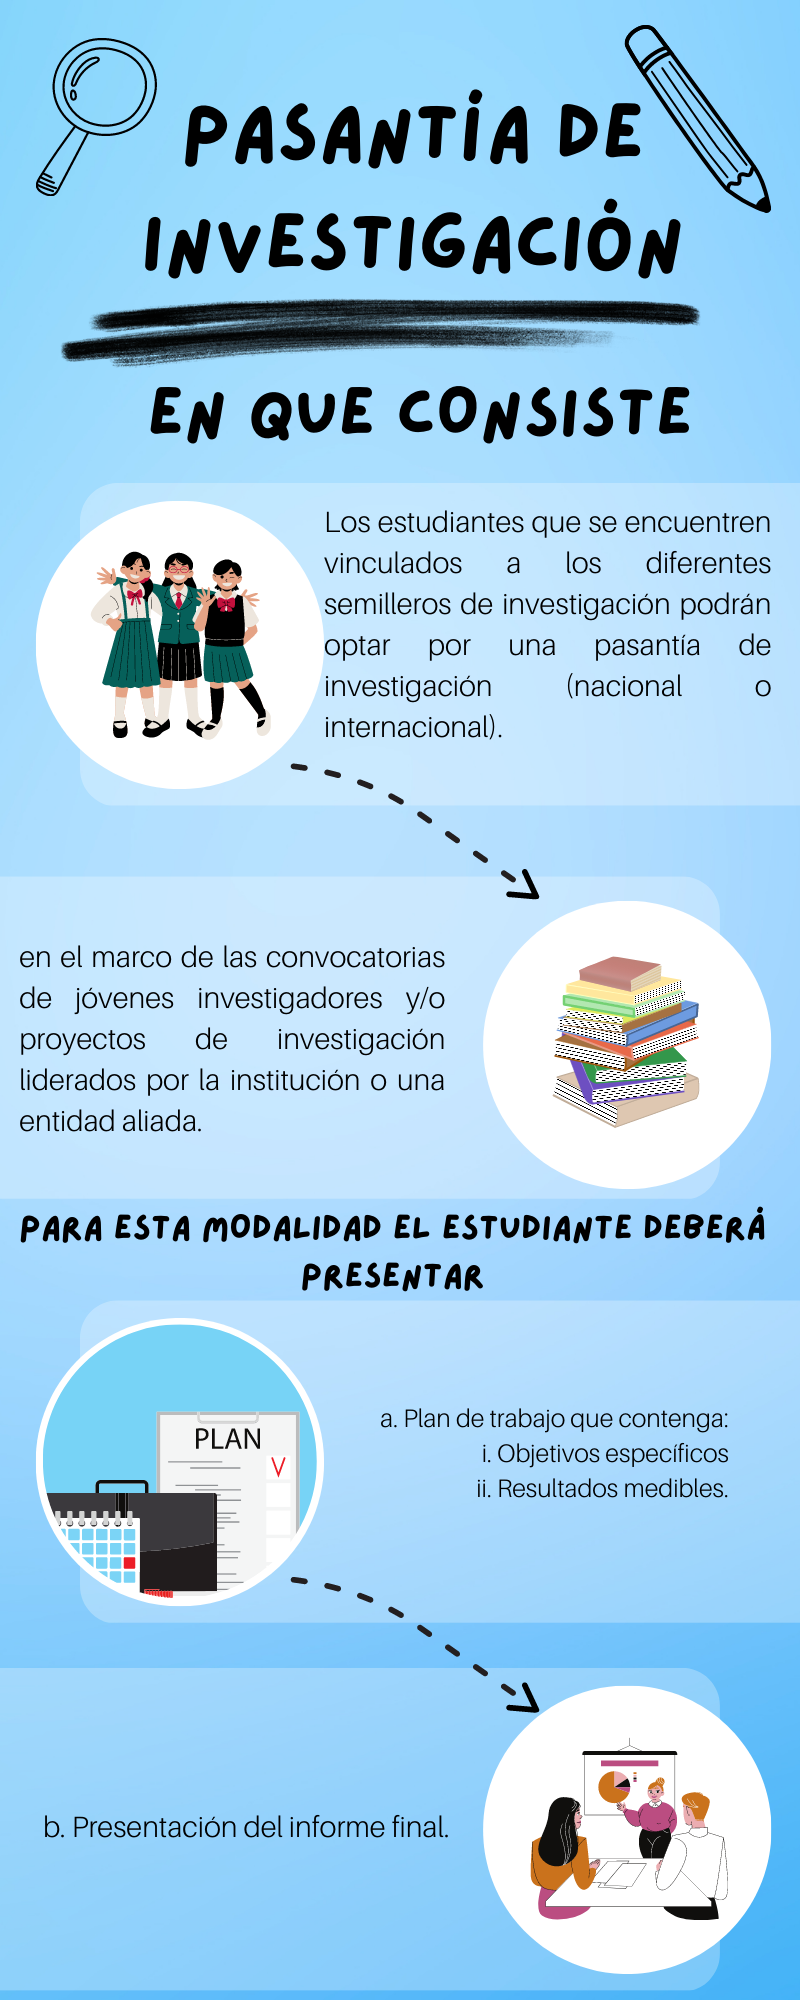 PASANTÍA DE
INVESTIGACIÓN
EN QUE CONSISTE
Los estudiantes que se encuentren
vinculados a los diferentes
semilleros de investigación podrán
optar por una pasantía de
investigación (nacional o
internacional).
en el marco de las convocatorias
de jóvenes investigadores y/o
proyectos de investigación
liderados por la institución o una
entidad aliada.
PARA ESTA MODALIDAD EL ESTUDIANTE DEBERÁ
PRESENTAR
PLAN
a. Plan de trabajo que contenga:
i. Objetivos específicos
ii. Resultados medibles.
b. Presentación del informe final.